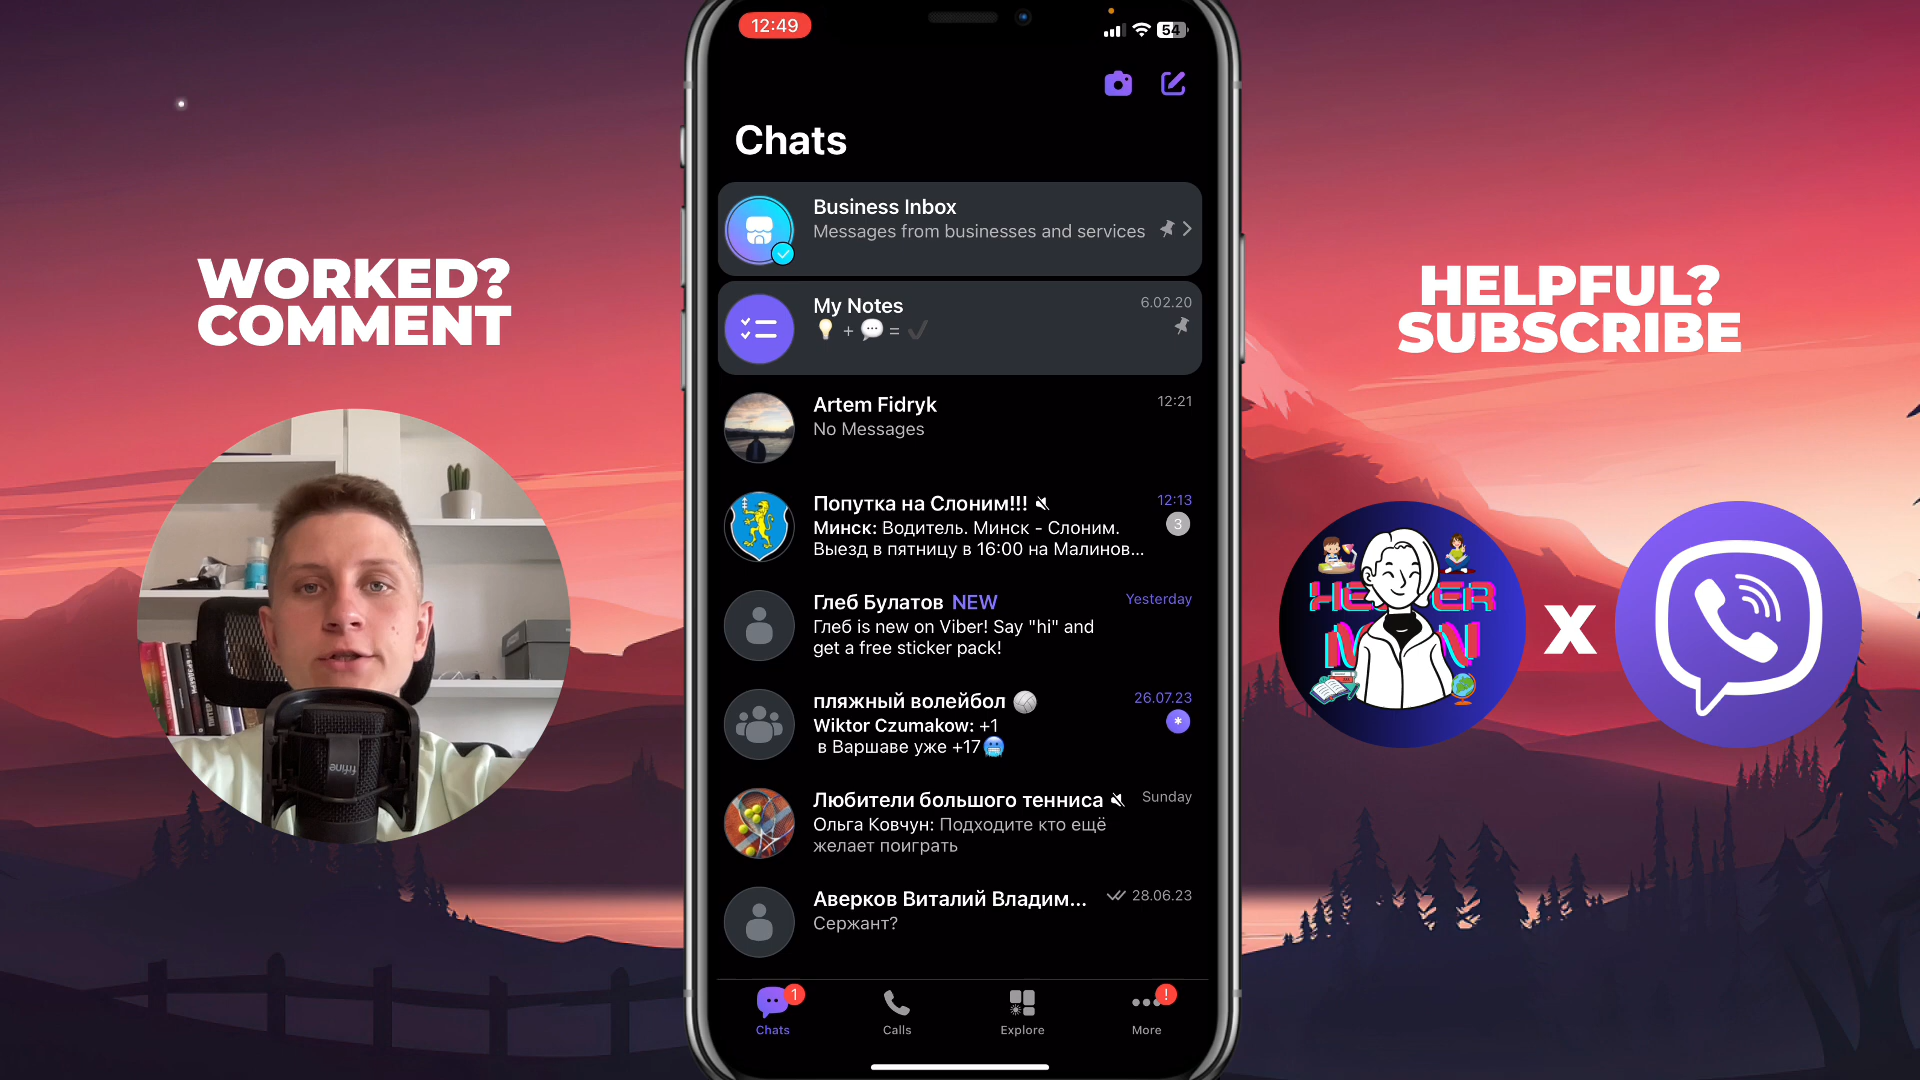 12:49
54
Chats
Business Inbox
Messages from businesses and services
My Notes
6.02.20
+ =
Artem Fidryk
12:21
No Messages
Попутка на Слоним!!!
12:13
Минск: Водитель. Минск - Слоним.
3
Выезд в пятницу в 16:00 на Малинов...
Глеб Булатов NEW
Yesterday
Глеб is new on Viber! Say "hi" and
get a free sticker pack!
пляжный волейбол
26.07.23
Wiktor Czumakow: +1
*
в Варшаве уже +17
Любители большого тенниса
Sunday
Ольга Ковчун: Подходите кто ещё
желает поиграть
Аверков Виталий Владим...
28.06.23
Сержант?
1
!
Chats
Calls
Explore
More
WORKED?
COMMENT
fifine
HELPFUL?
SUBSCRIBE
HELPER
MAN
X